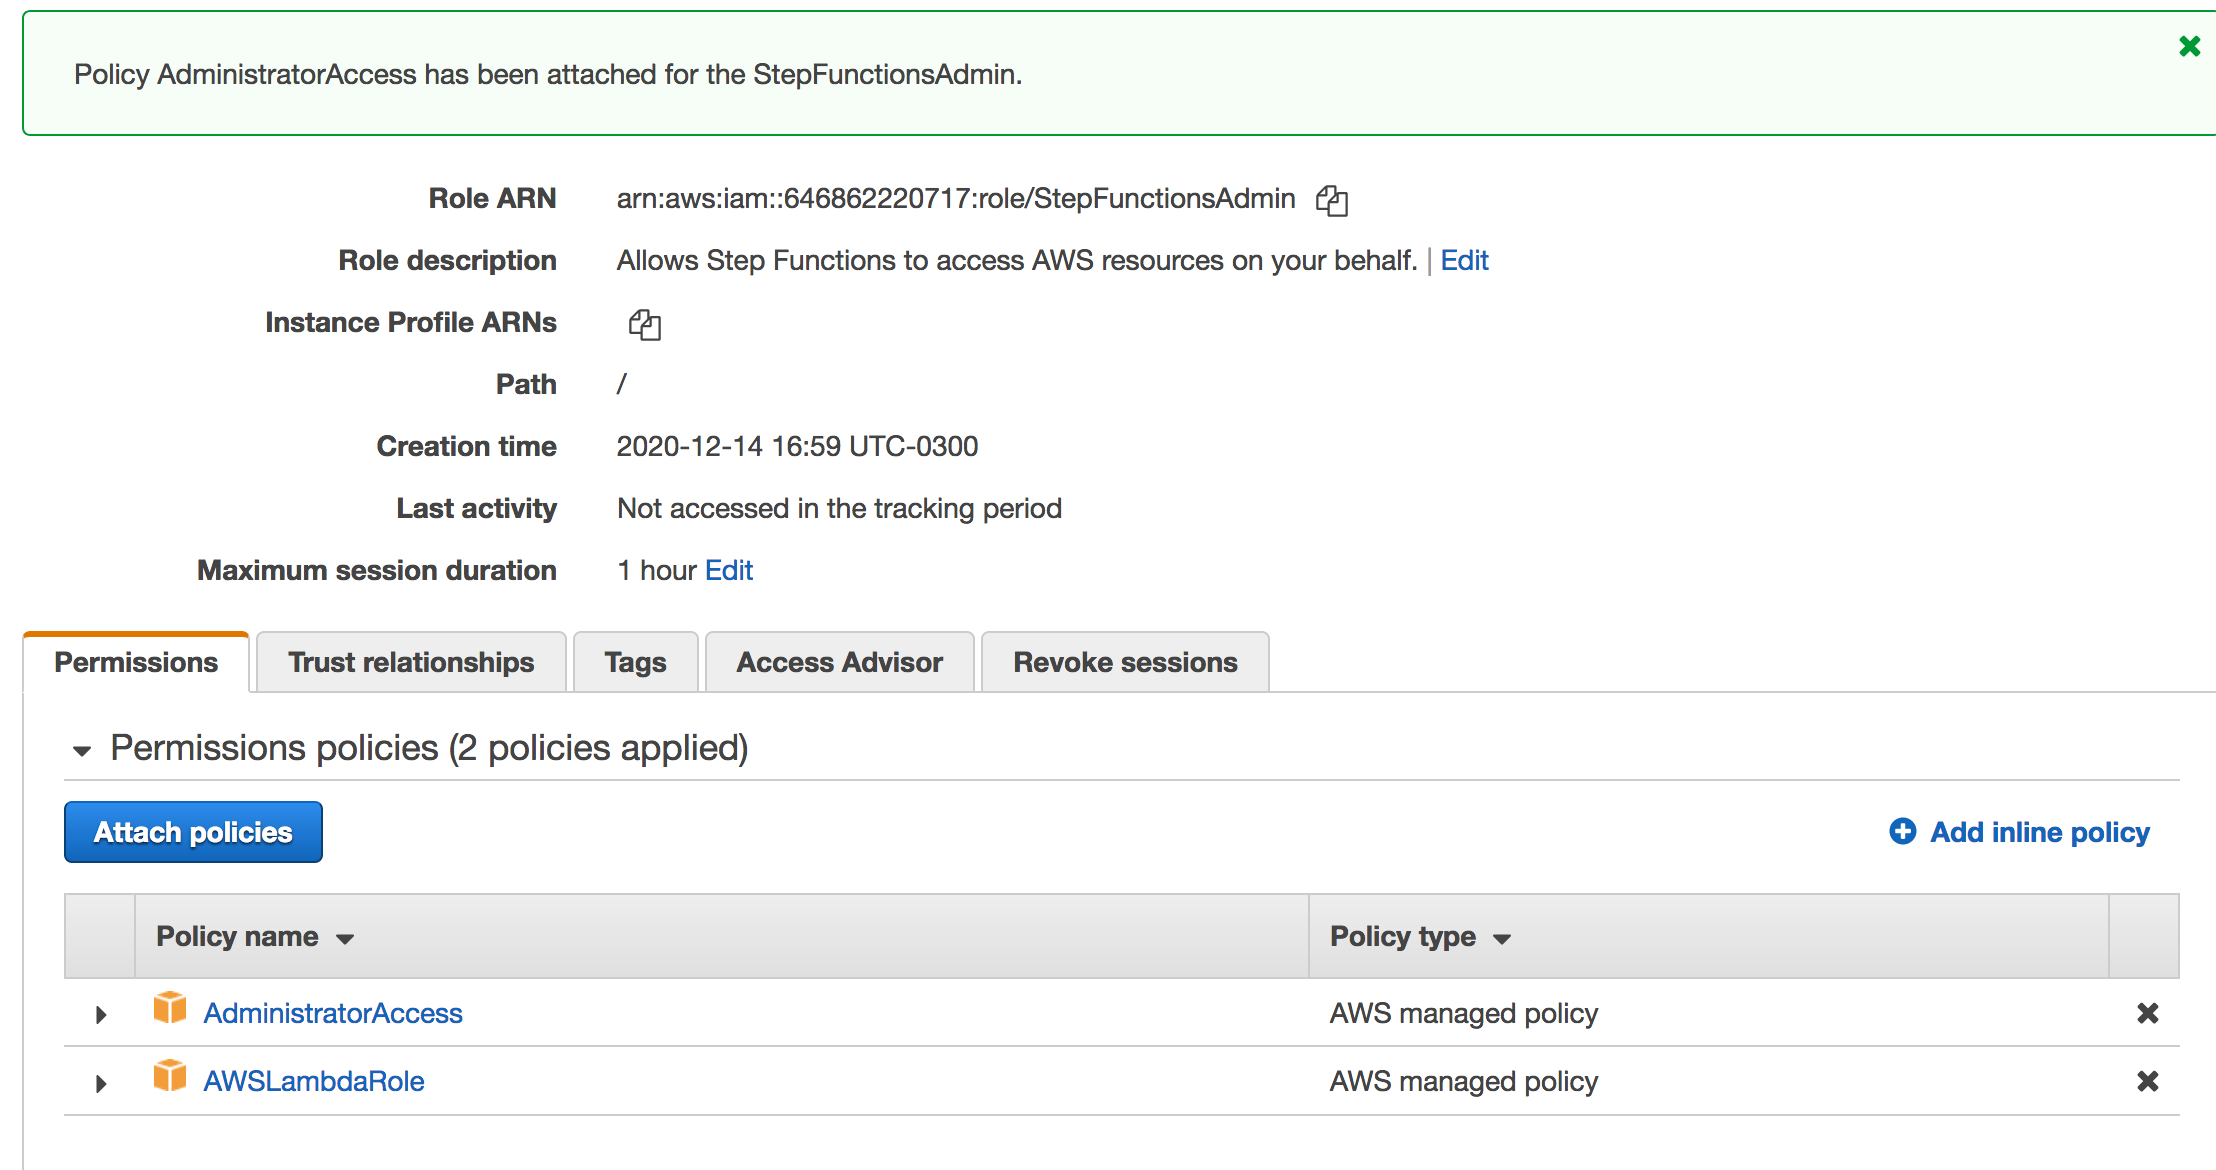 Policy AdministratorAccess has been attached for the StepFunctionsAdmin.
Role ARN arn:aws:iam::646862220717:role/StepFunctionsAdmin
Role description Allows Step Functions to access AWS resources on your behalf. | Edit
Instance Profile ARNs
Path /
Creation time 2020-12-14 16:59 UTC-0300
Last activity Not accessed in the tracking period
Maximum session duration 1 hour Edit
Permissions Trust relationships Tags Access Advisor Revoke sessions
Permissions policies (2 policies applied)
Attach policies Add inline policy
Policy name Policy type
AdministratorAccess AWS managed policy
AWSLambdaRole AWS managed policy